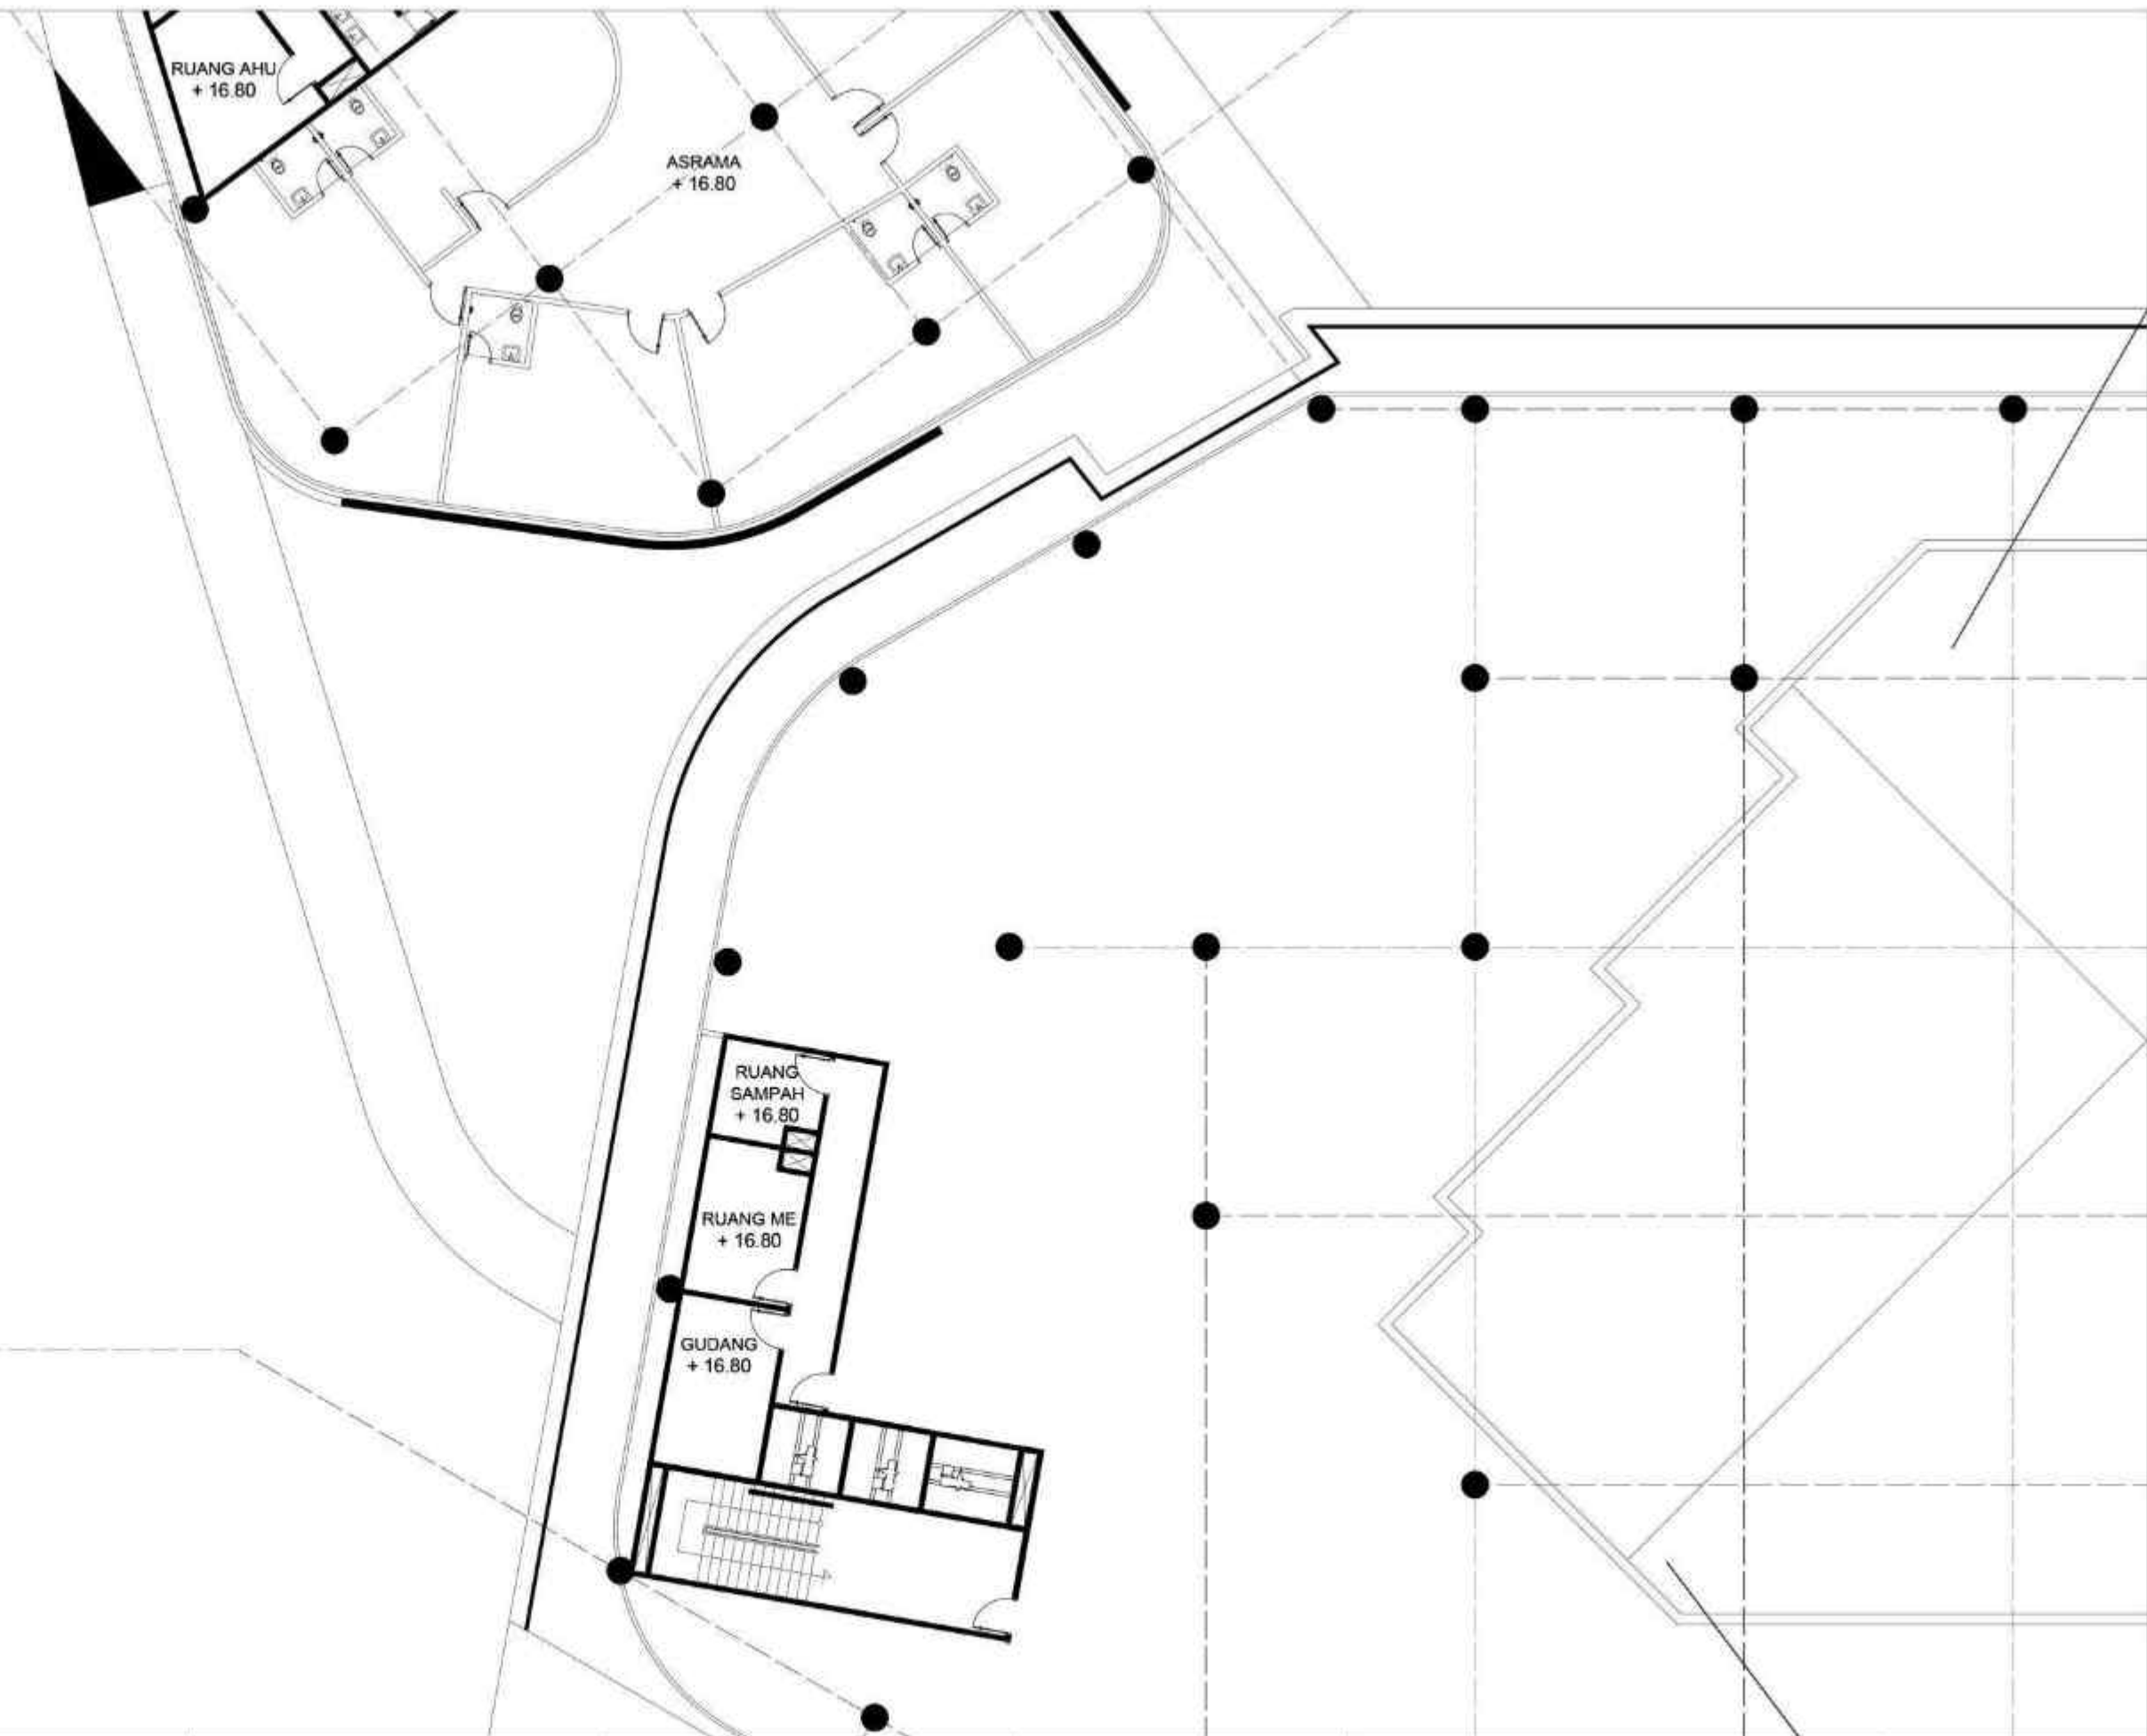 RUANG AHU
+ 16.80
ASRAMA
+ 16.80
RUANG
SAMPAH
+ 16.80
RUANG ME
+ 16.80
GUDANG
+ 16.80